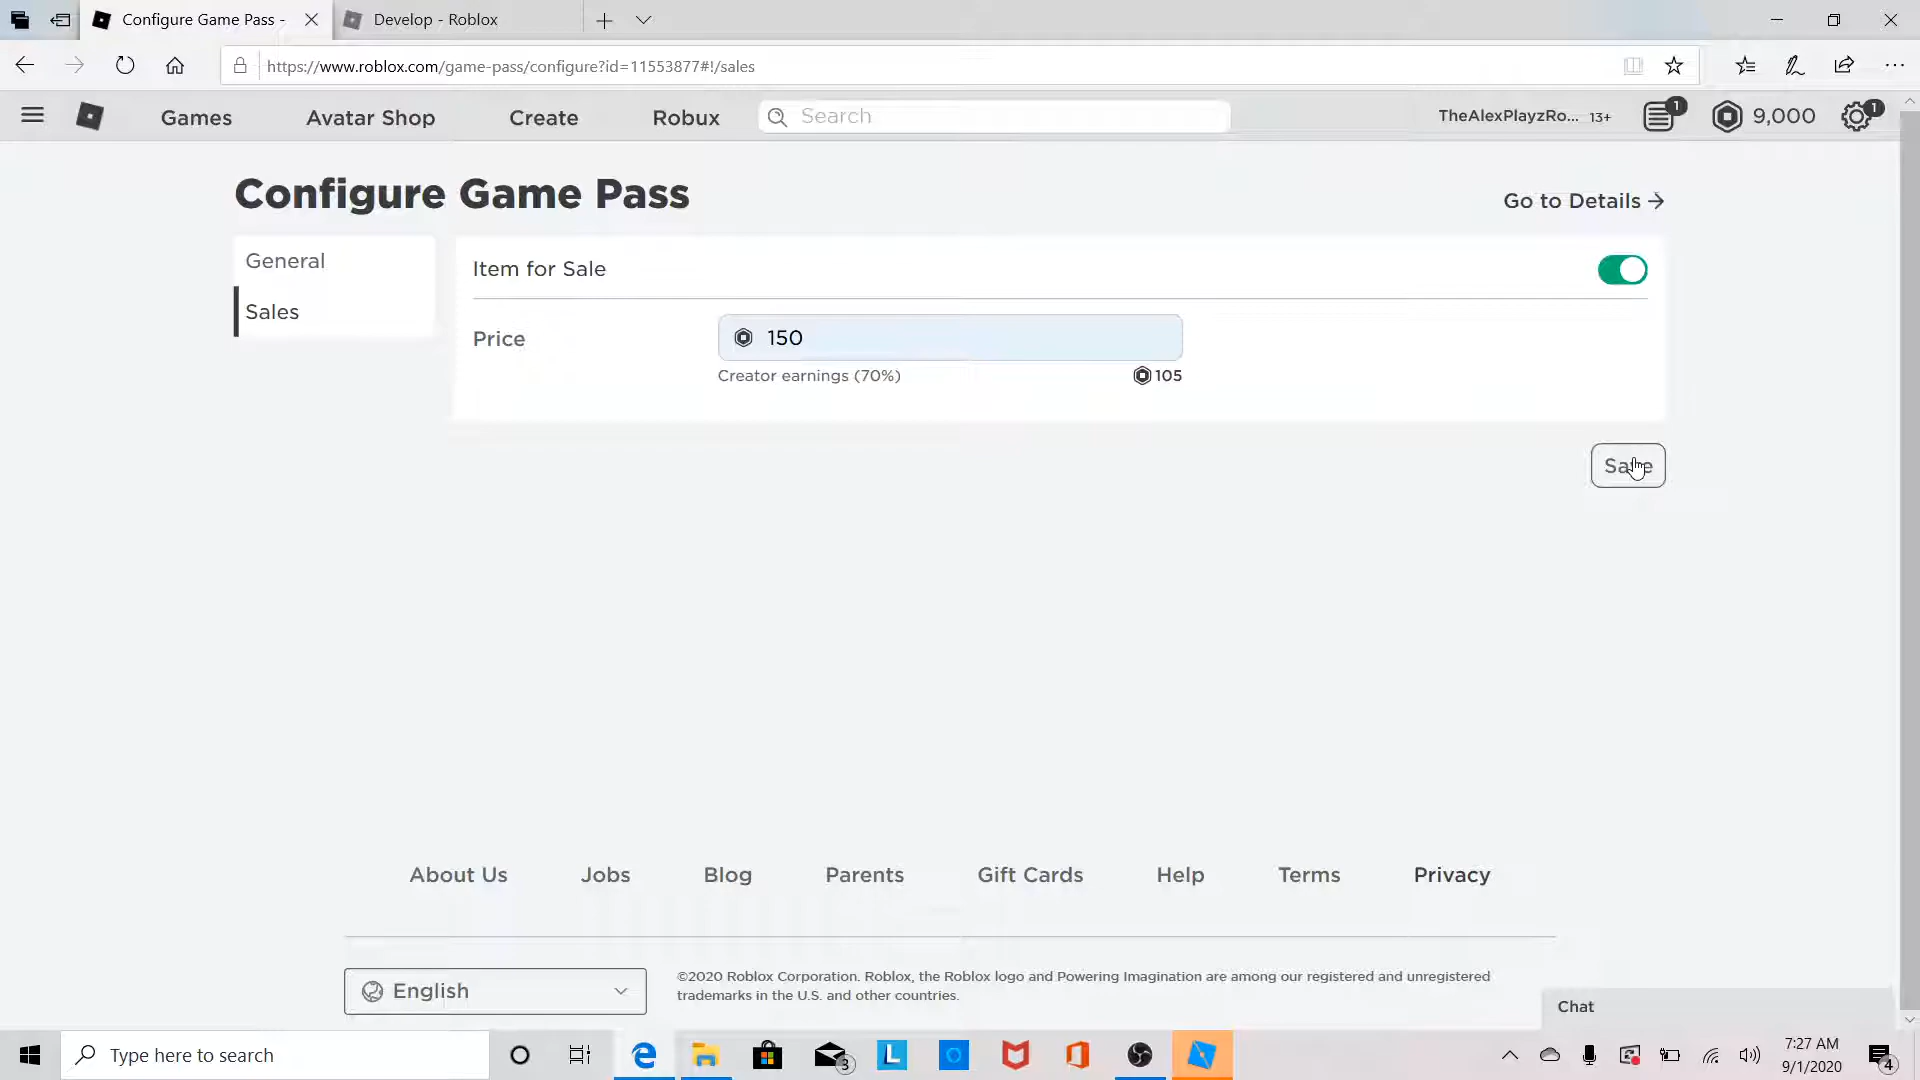 Configure Game Pass -
Develop - Roblox
https://www.roblox.com/game-pass/configure?id=11553877#!/sales
Games
Avatar Shop
Create
Robux
Search
TheAlexPlayzRo... 13+
1
9,000
1
Configure Game Pass
Go to Details →
General
Sales
Item for Sale
Price
150
Creator earnings (70%)
105
Save
About Us
Jobs
Blog
Parents
Gift Cards
Help
Terms
Privacy
English
©2020 Roblox Corporation. Roblox, the Roblox logo and Powering Imagination are among our registered and unregistered
trademarks in the U.S. and other countries.
Chat
Type here to search
3
L
7:27 AM
9/1/2020
4